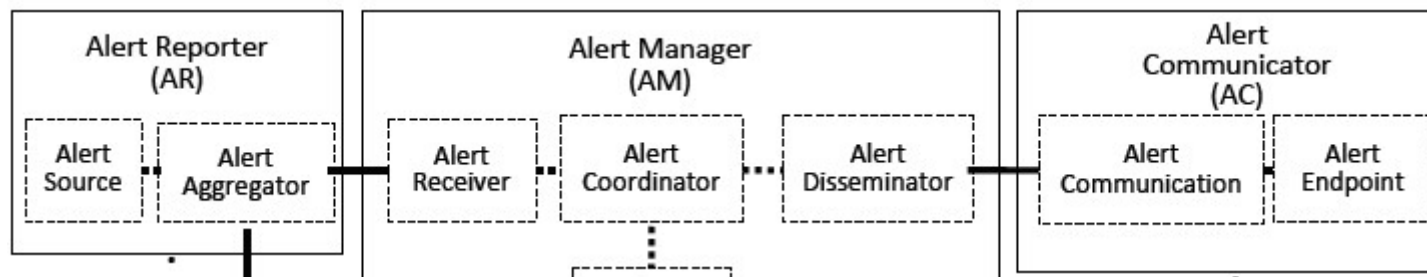 Alert Reporter
(AR)
Alert
Source
Alert
Aggregator
Alert Manager
(AM)
Alert
Receiver
Alert
Coordinator
Alert
Disseminator
Alert
Communicator
(AC)
Alert
Communication
Alert
Endpoint